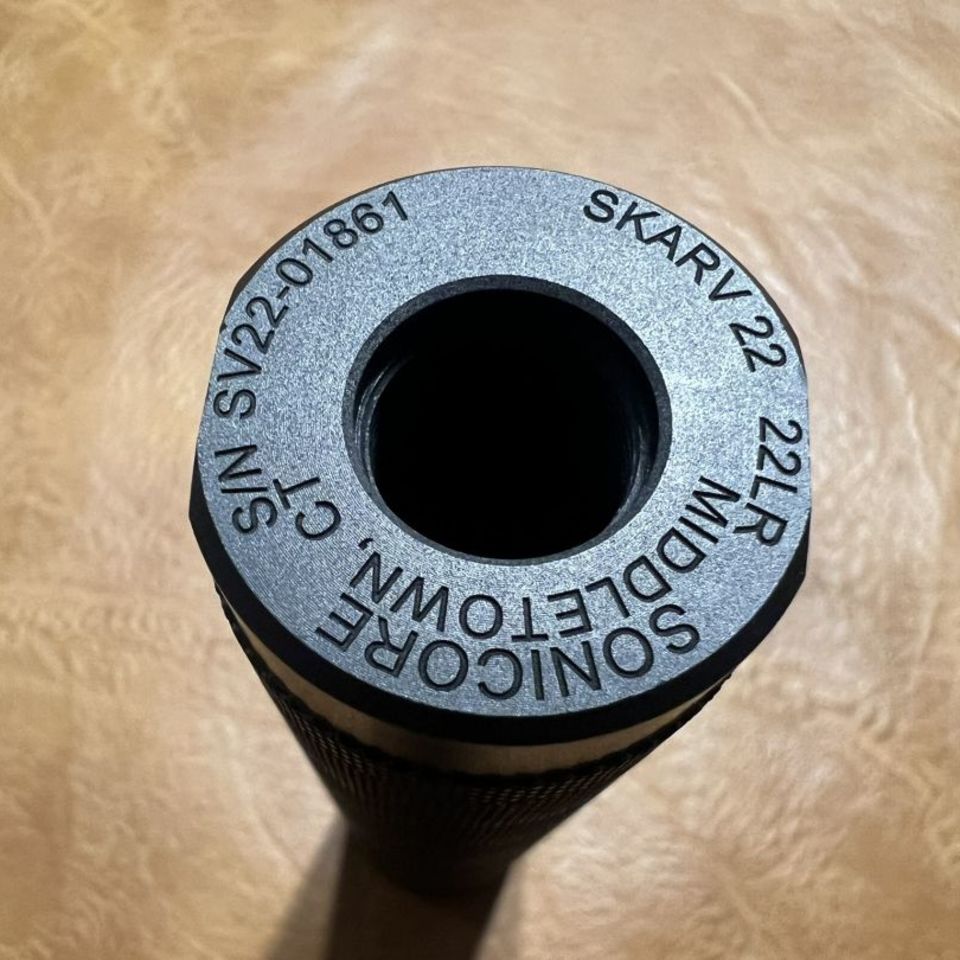 S/N SV22-01861
SKARV 22
22LR
SONICORE
MIDDLETOWN, CT